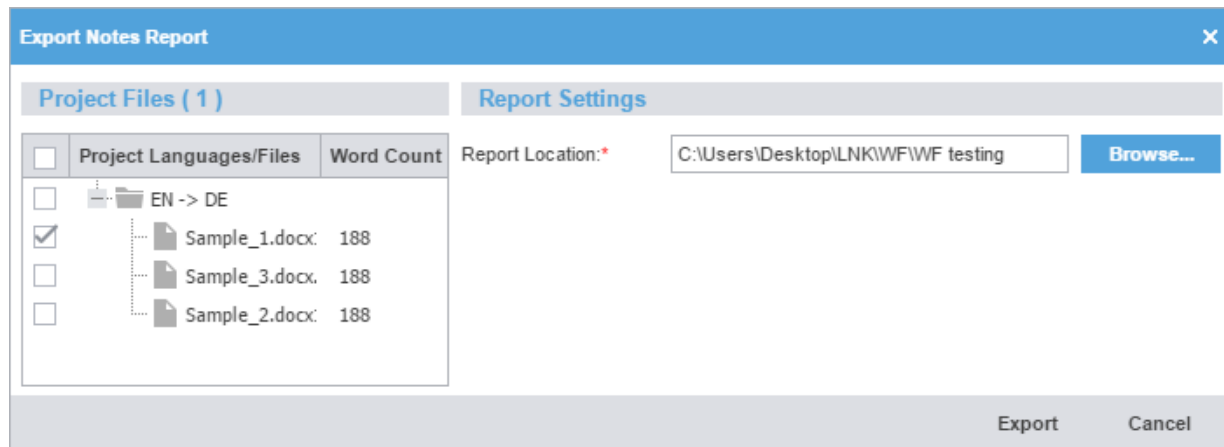 Export Notes Report
Project Files ( 1 )
Report Settings
Project Languages/Files Word Count
Report Location:* C:\Users\Desktop\LNK\WF\WF testing Browse...
EN -> DE
Sample_1.docx: 188
Sample_3.docx. 188
Sample_2.docx: 188
Export Cancel